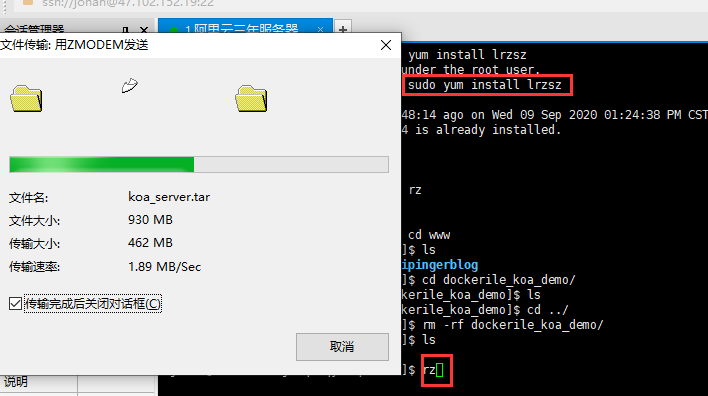 ssh://johan@47.102.152.19:22
会话管理器
1 阿里云三年服务器
文件传输: 用ZMODEM发送
文件名: koa_server.tar
文件大小: 930 MB
传输大小: 462 MB
传输速率: 1.89 MB/Sec
传输完成后关闭对话框(C)
取消
说明
yum install lrzsz
under the root user.
sudo yum install lrzsz
48:14 ago on Wed 09 Sep 2020 01:24:38 PM CST
4 is already installed.
rz
cd www
]$ ls
ipingerblog
]$ cd dockerile_koa_demo/
kerile_koa_demo]$ ls
kerile_koa_demo]$ cd ../
]$ rm -rf dockerile_koa_demo/
]$ ls
]$ rz